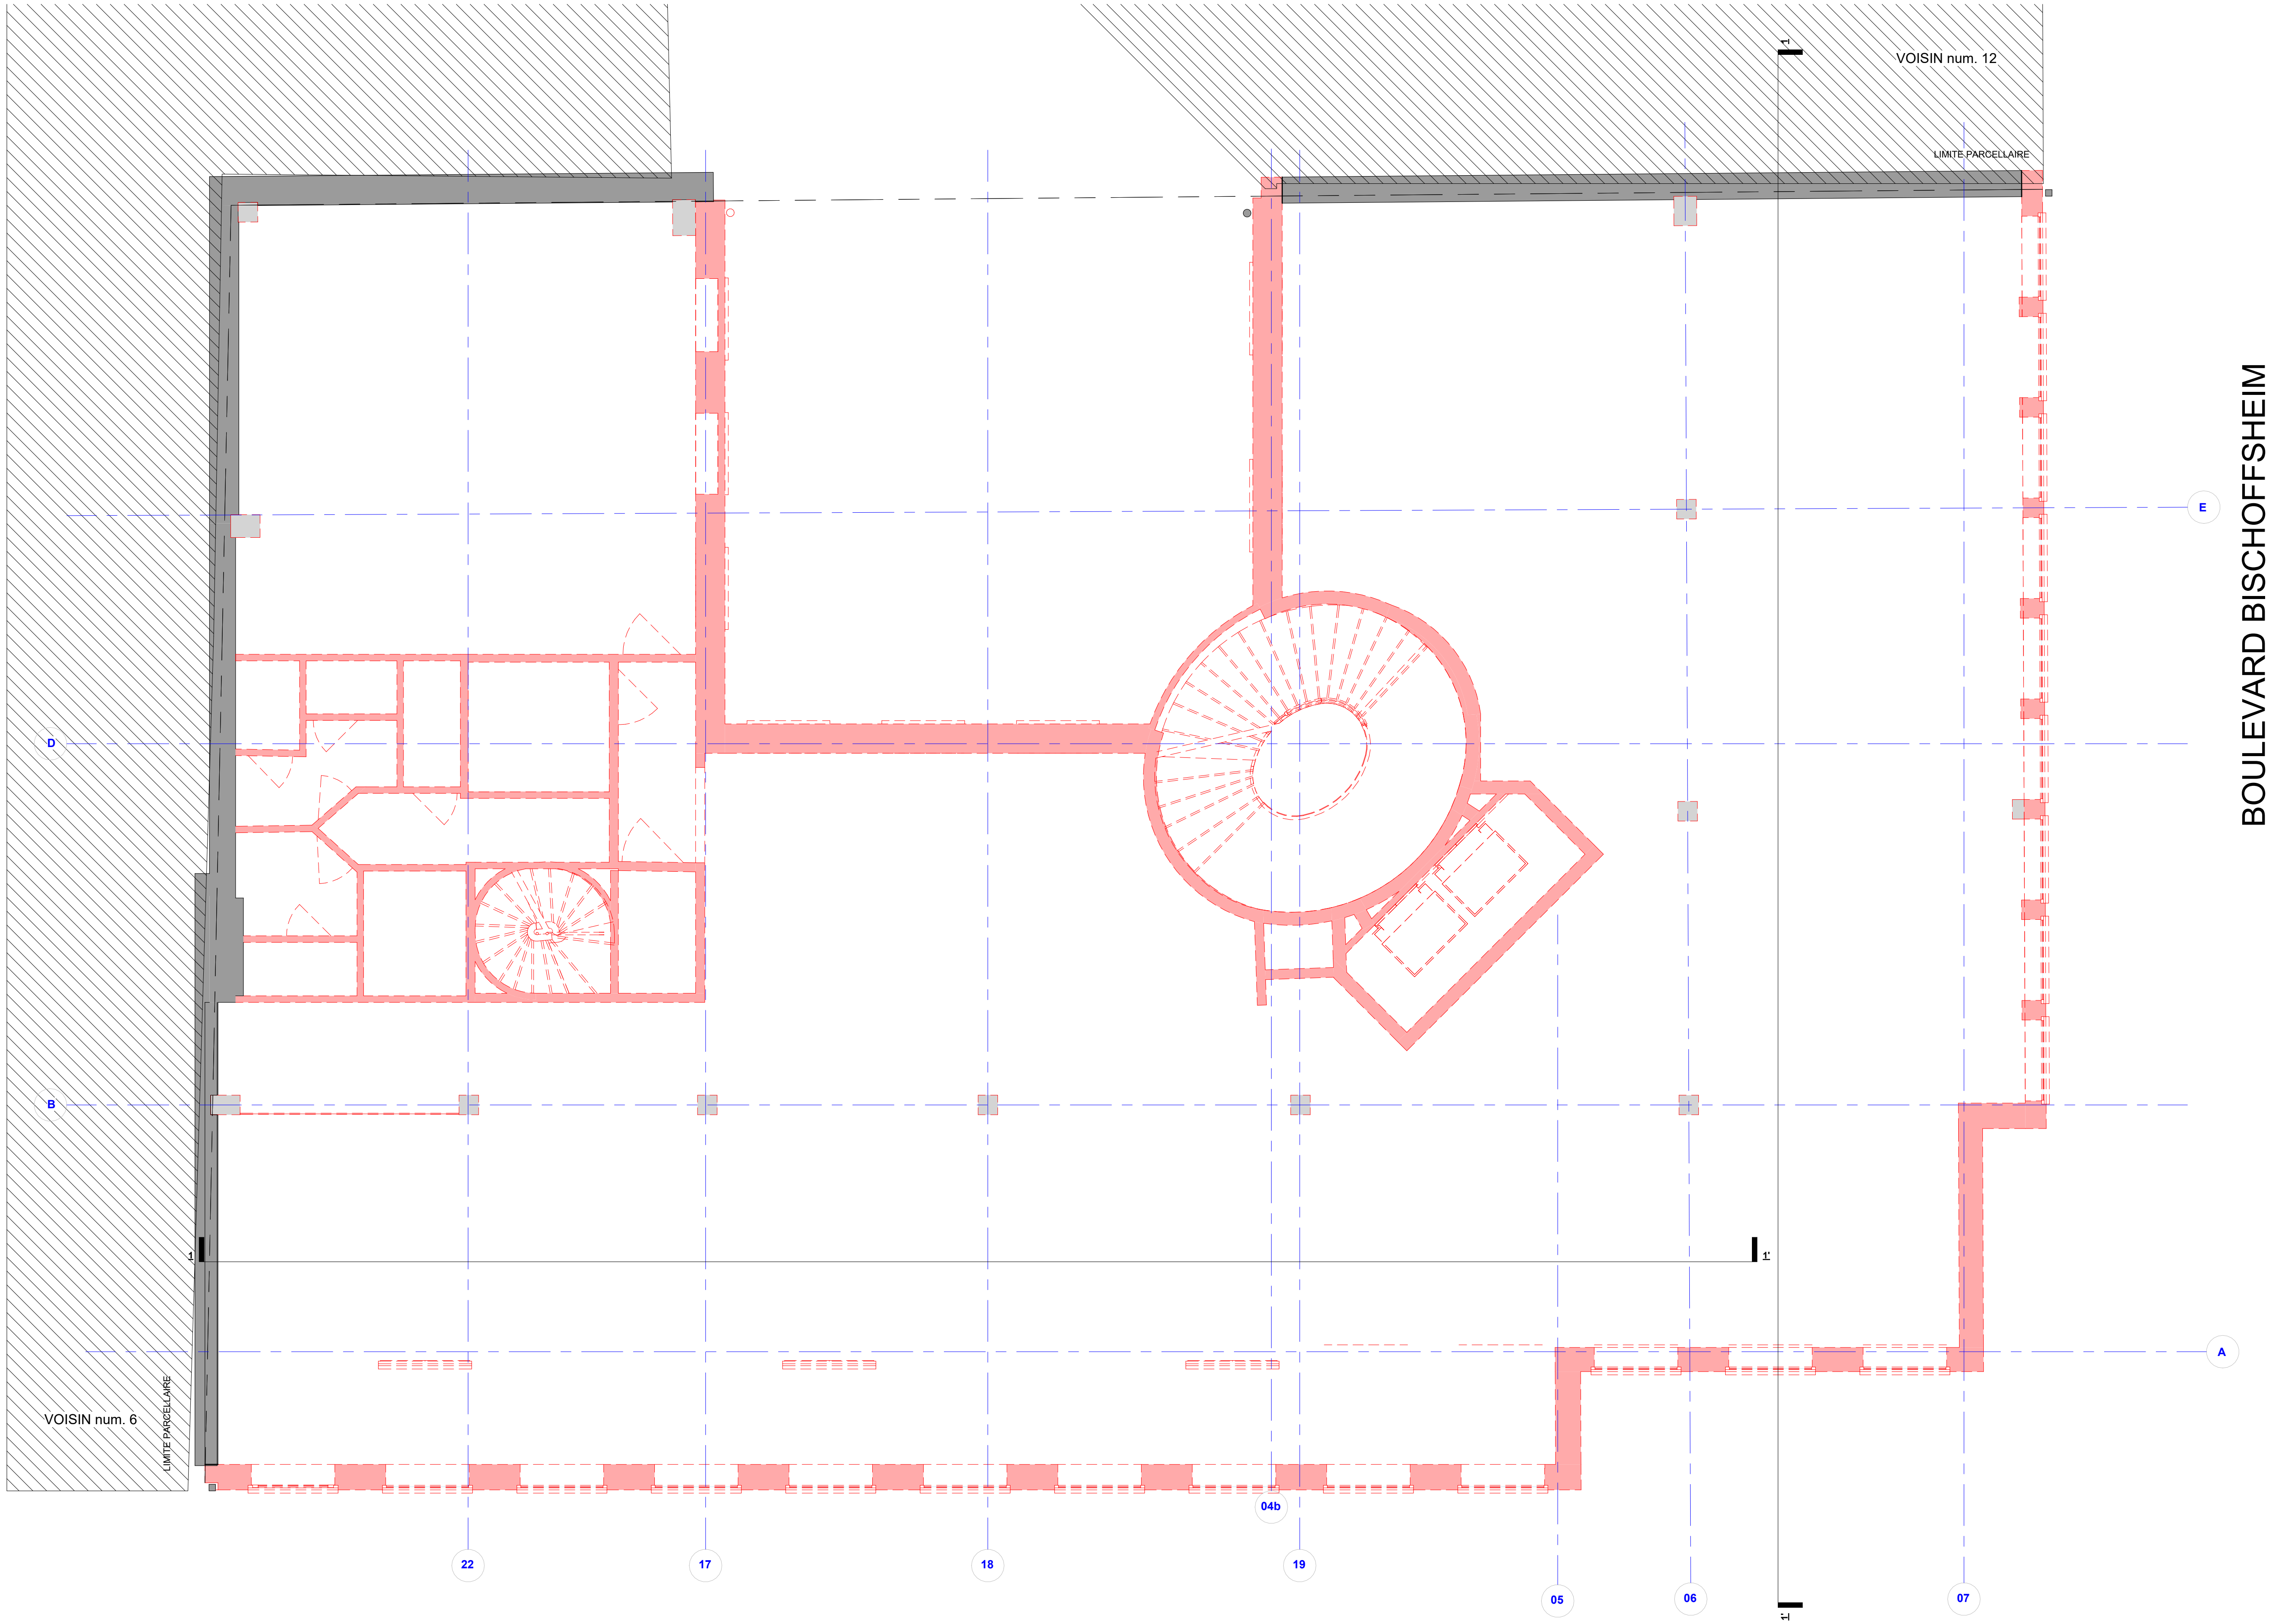 1
VOISIN num. 12
LIMITE PARCELLAIRE
BOULEVARD BISCHOFFSHEIM
E
D
B
1
1'
A
LIMITE PARCELLAIRE
VOISIN num. 6
04b
22
17
18
19
05
06
07
1'